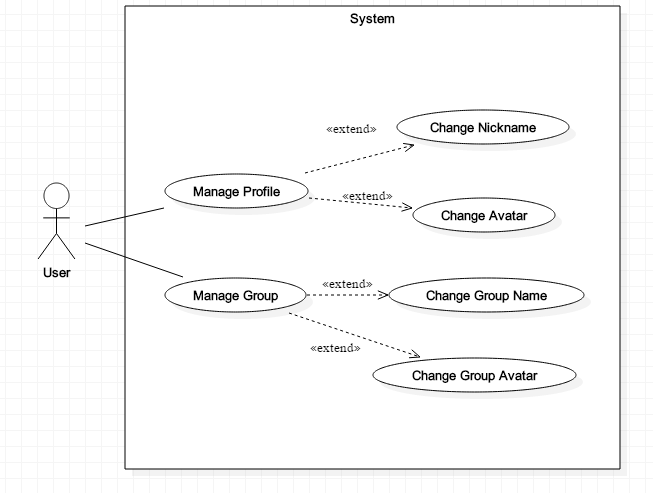 System
«extend»
Change Nickname
Manage Profile
«extend»
Change Avatar
User
Manage Group
«extend»
Change Group Name
«extend»
Change Group Avatar